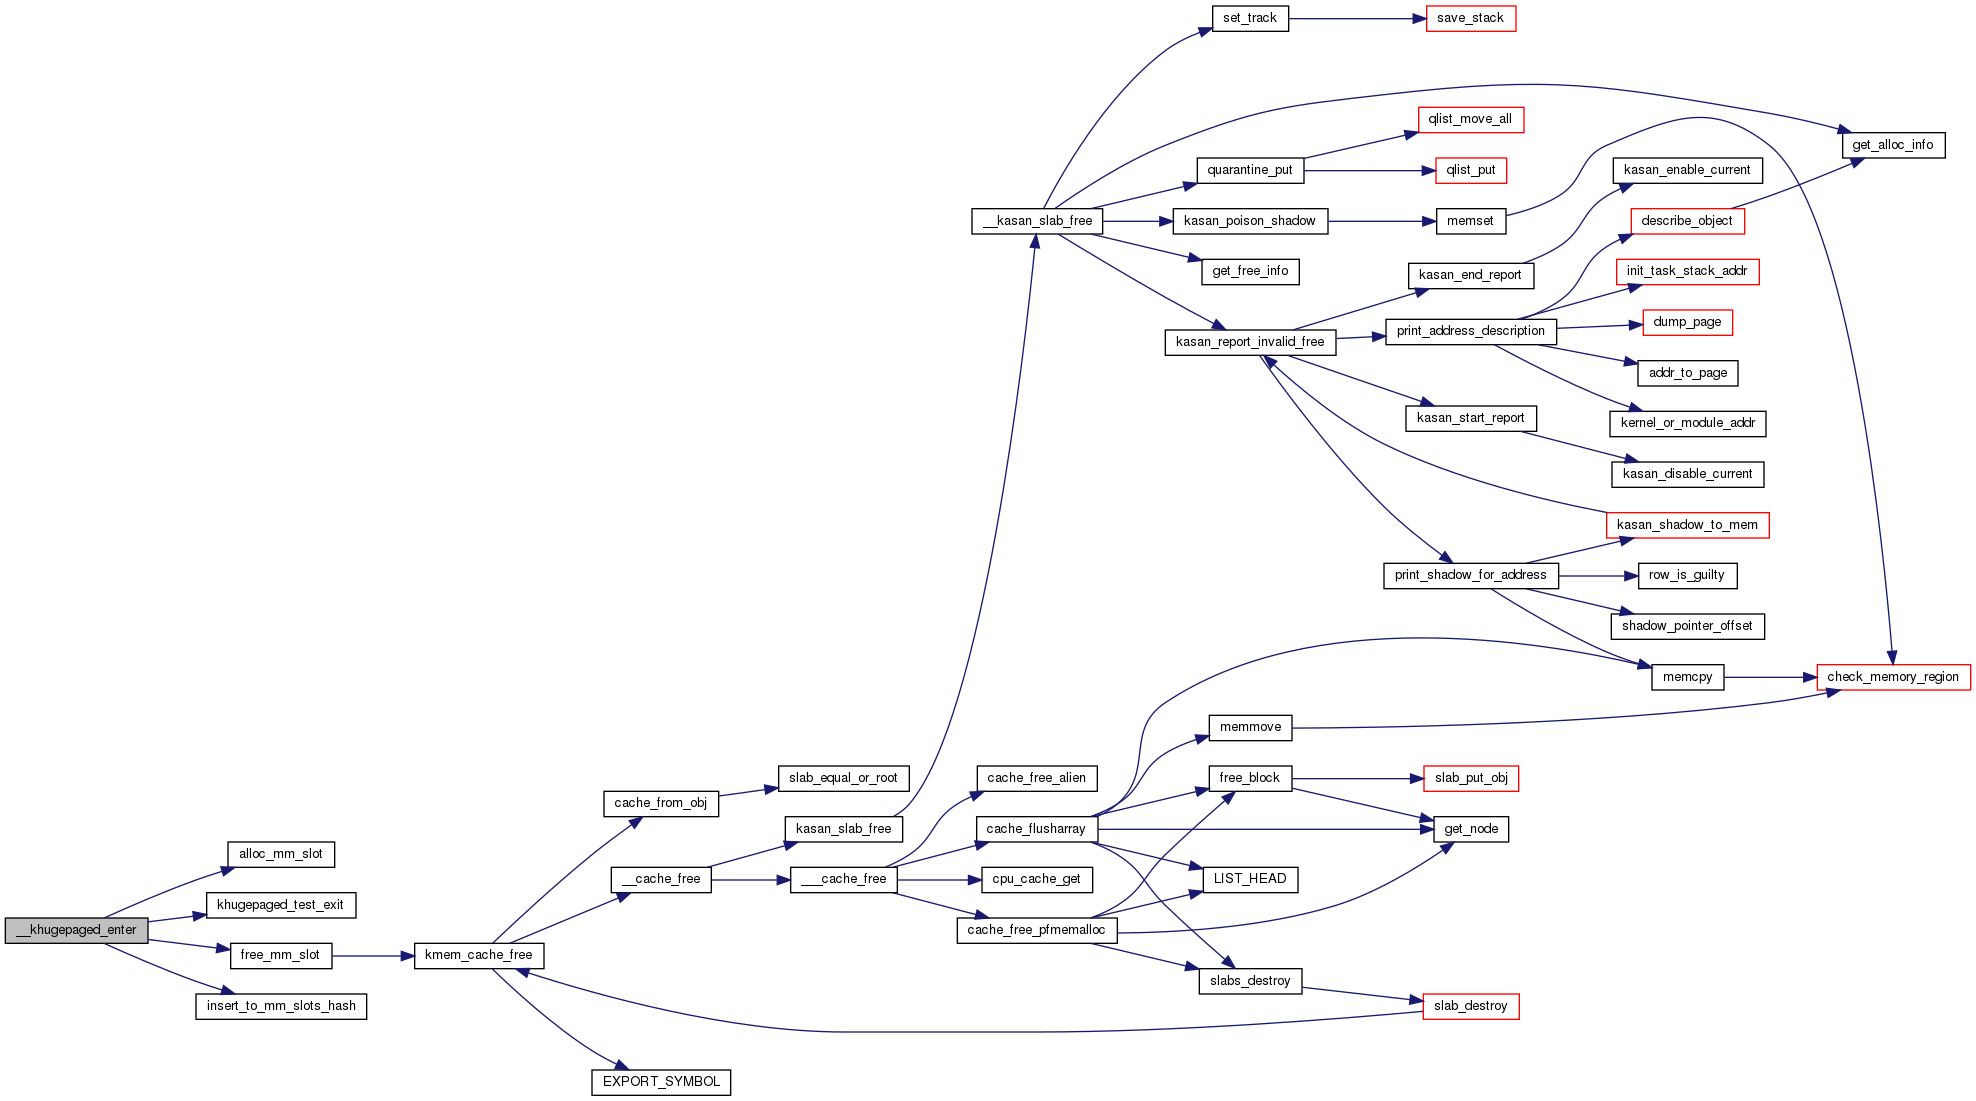 set_track
save_stack
qlist_move_all
get_alloc_info
quarantine_put
qlist_put
kasan_enable_current
__kasan_slab_free
kasan_poison_shadow
memset
describe_object
get_free_info
kasan_end_report
init_task_stack_addr
dump_page
print_address_description
kasan_report_invalid_free
addr_to_page
kasan_start_report
kernel_or_module_addr
kasan_disable_current
kasan_shadow_to_mem
print_shadow_for_address
row_is_guilty
shadow_pointer_offset
memcpy
check_memory_region
memmove
slab_equal_or_root
cache_free_alien
free_block
slab_put_obj
cache_from_obj
kasan_slab_free
cache_flusharray
get_node
alloc_mm_slot
__cache_free
___cache_free
cpu_cache_get
LIST_HEAD
khugepaged_test_exit
__khugepaged_enter
cache_free_pfmemalloc
free_mm_slot
kmem_cache_free
slabs_destroy
insert_to_mm_slots_hash
slab_destroy
EXPORT_SYMBOL